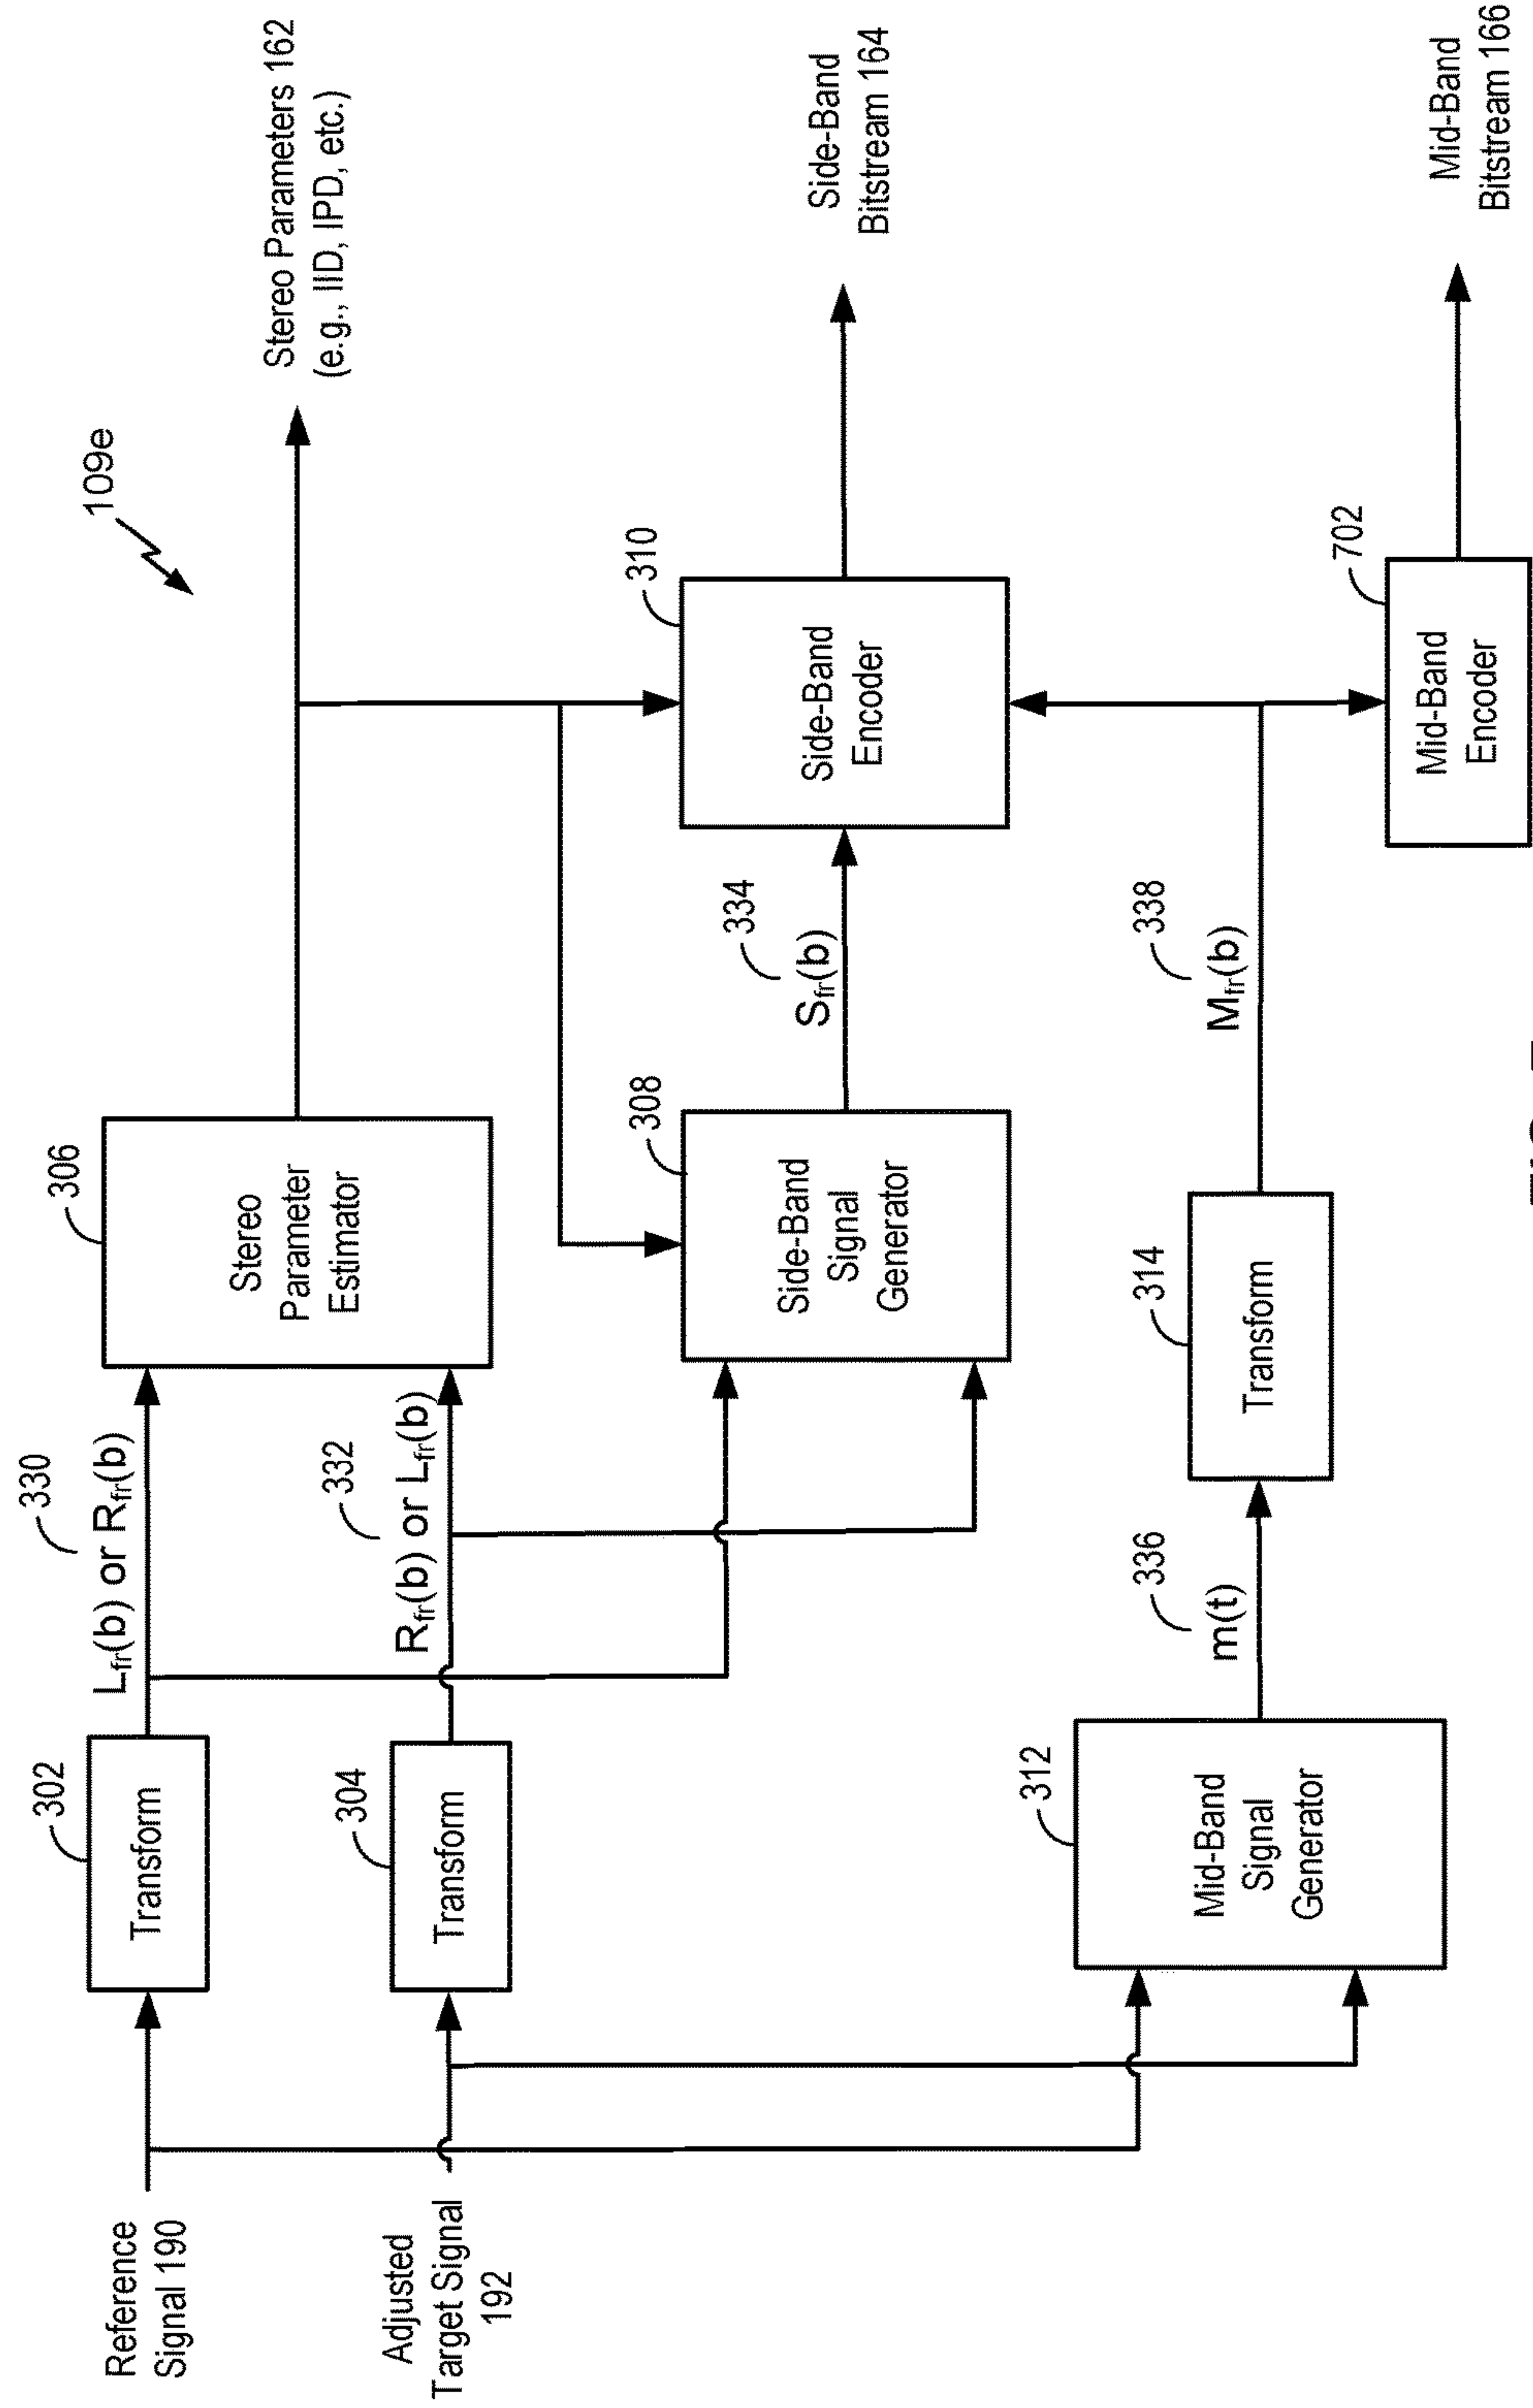 109e
Reference
Signal 190
Adjusted
Target Signal
192
302
Transform
304
Transform
330
Lfr(b) or Rfr(b)
332
Rfr(b) or Lfr(b)
306
Stereo
Parameter
Estimator
Stereo Parameters 162
(e.g., IID, IPD, etc.)
308
Side-Band
Signal
Generator
334
Sfr(b)
310
Side-Band
Encoder
Side-Band
Bitstream 164
312
Mid-Band
Signal
Generator
336
m(t)
314
Transform
338
Mfr(b)
702
Mid-Band
Encoder
Mid-Band
Bitstream 166